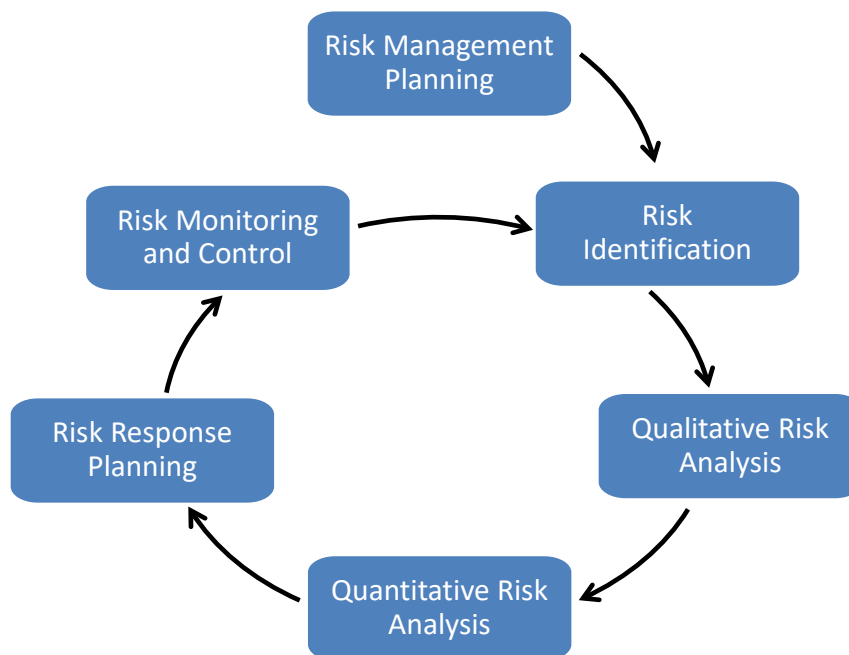 Risk Management
Planning
Risk
Identification
Qualitative Risk
Analysis
Quantitative Risk
Analysis
Risk Response
Planning
Risk Monitoring
and Control